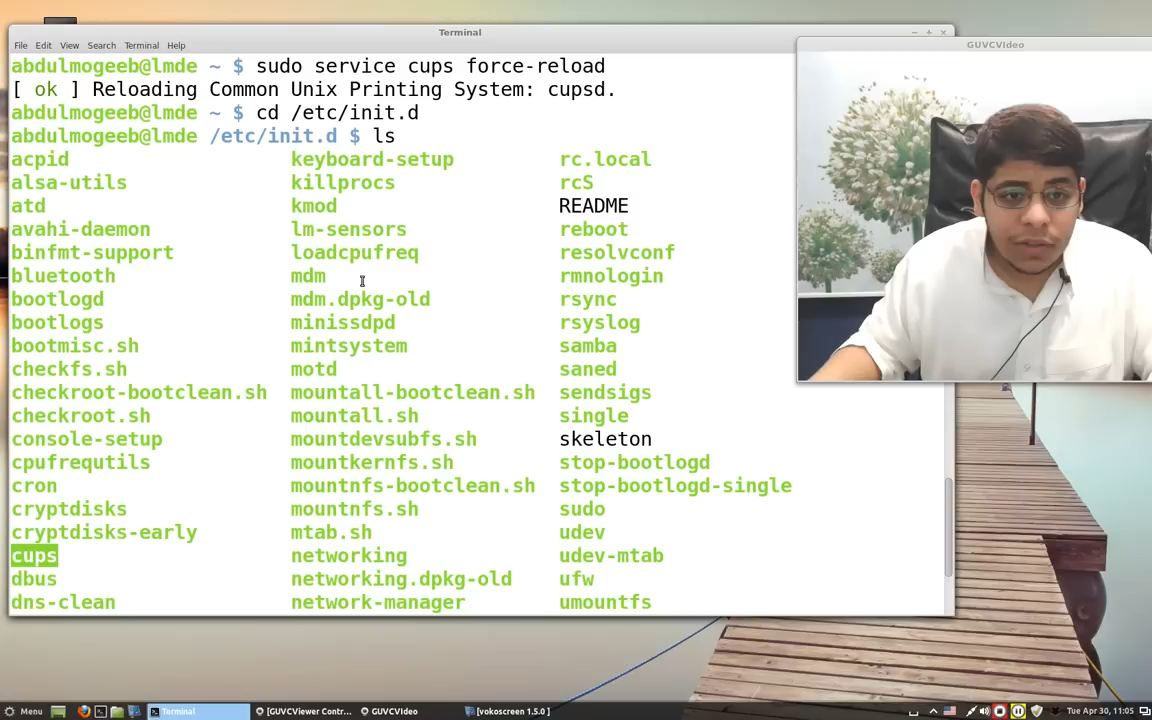 Terminal
File Edit View Search Terminal Help
GUVCVIdeo
abdulmogeeb@lmde ~ $ sudo service cups force-reload
[ ok ] Reloading Common Unix Printing System: cupsd.
abdulmogeeb@lmde ~ $ cd /etc/init.d
abdulmogeeb@lmde /etc/init.d $ ls
acpid keyboard-setup rc.local
alsa-utils killprocs rcS
atd kmod README
avahi-daemon lm-sensors reboot
binfmt-support loadcpufreq resolvconf
bluetooth mdm rmnologin
bootlogd mdm.dpkg-old rsync
bootlogs minissdpd rsyslog
bootmisc.sh mintsystem samba
checkfs.sh motd saned
checkroot-bootclean.sh mountall-bootclean.sh sendsigs
checkroot.sh mountall.sh single
console-setup mountdevsubfs.sh skeleton
cpufrequtils mountkernfs.sh stop-bootlogd
cron mountnfs-bootclean.sh stop-bootlogd-single
cryptdisks mountnfs.sh sudo
cryptdisks-early mtab.sh udev
cups networking udev-mtab
dbus networking.dpkg-old ufw
dns-clean network-manager umountfs
Menu Terminal [GUVCViewer Contr... GUVCVIdeo [vokoscreen 1.5.0 ] Tue Apr 30, 11:05